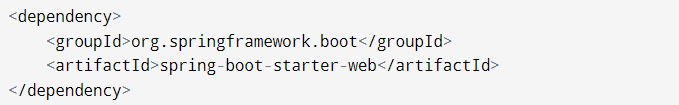 <dependency>
    <groupId>org.springframework.boot</groupId>
    <artifactId>spring-boot-starter-web</artifactId>
</dependency>